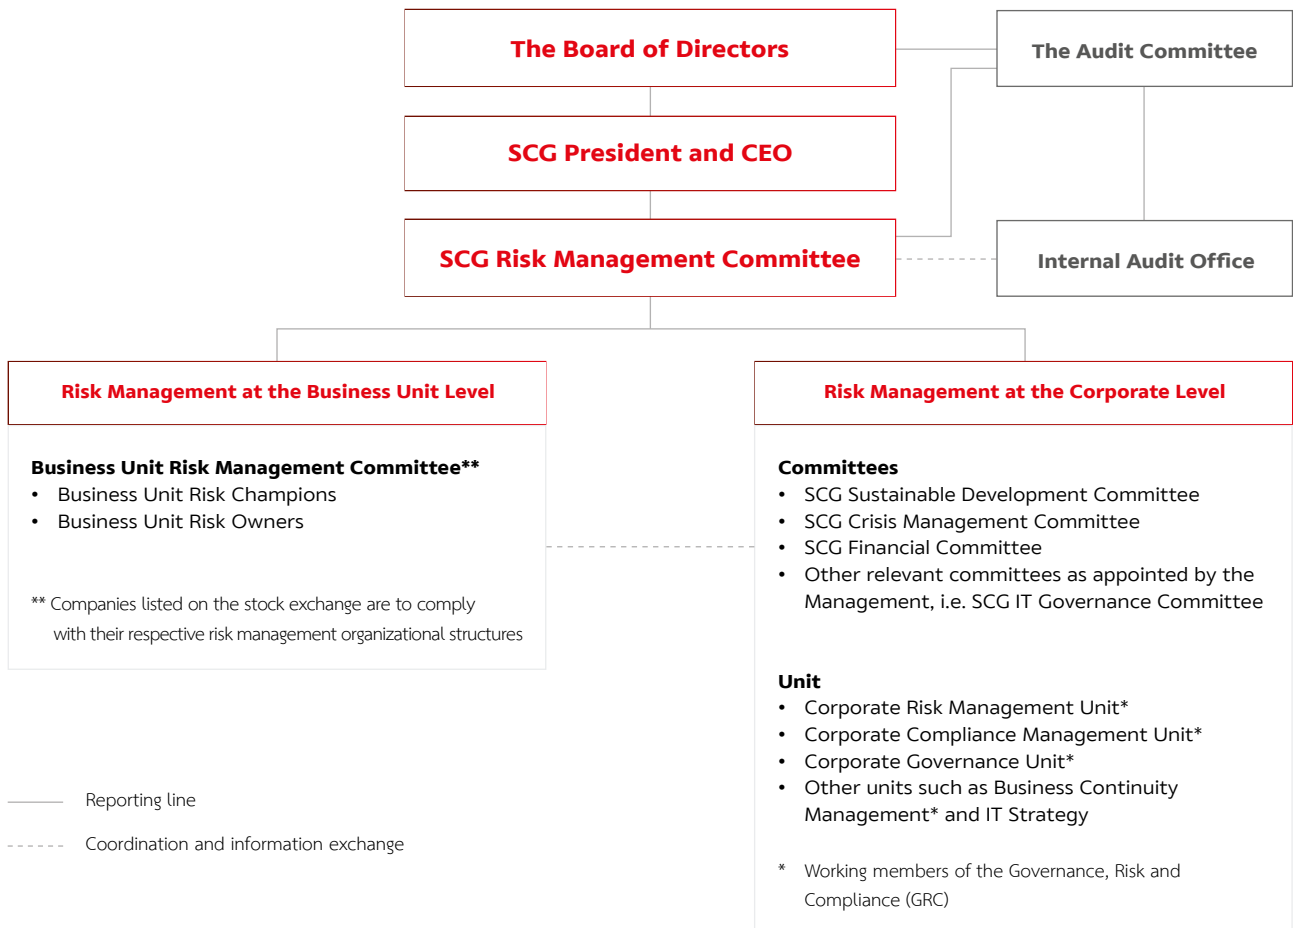 The Board of Directors
The Audit Committee
SCG President and CEO
SCG Risk Management Committee
Internal Audit Office
Risk Management at the Business Unit Level
Business Unit Risk Management Committee**
• Business Unit Risk Champions
• Business Unit Risk Owners
** Companies listed on the stock exchange are to comply
with their respective risk management organizational structures
Risk Management at the Corporate Level
Committees
• SCG Sustainable Development Committee
• SCG Crisis Management Committee
• SCG Financial Committee
• Other relevant committees as appointed by the
Management, i.e. SCG IT Governance Committee
Unit
• Corporate Risk Management Unit*
• Corporate Compliance Management Unit*
• Corporate Governance Unit*
• Other units such as Business Continuity
Management* and IT Strategy
* Working members of the Governance, Risk and
Compliance (GRC)
Reporting line
Coordination and information exchange